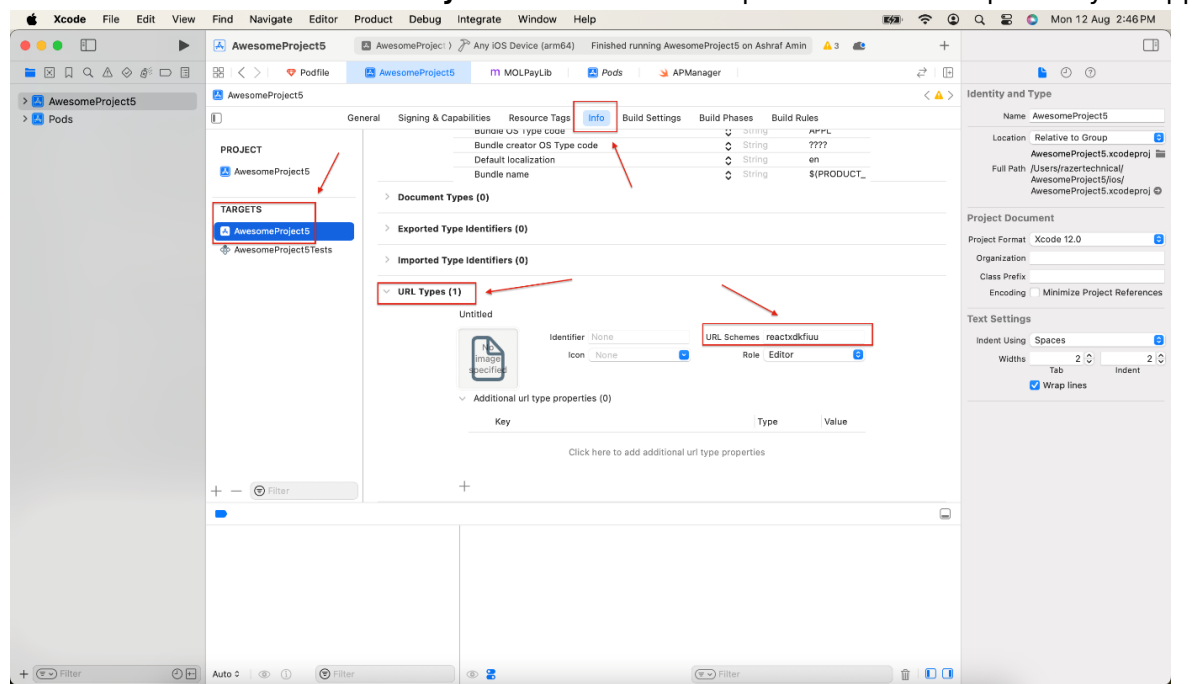 Xcode File Edit View Find Navigate Editor Product Debug Integrate Window Help Mon 12 Aug 2:46 PM
AwesomeProject5 AwesomeProject Any iOS Device (arm64) Finished running AwesomeProject5 on Ashraf Amin 3
Podfile AwesomeProject5 MOLPayLib Pods APManager
AwesomeProject5
General Signing & Capabilities Resource Tags Info Build Settings Build Phases Build Rules
AwesomeProject5
Pods
PROJECT
AwesomeProject5
TARGETS
AwesomeProject5
AwesomeProject5Tests
Filter
Bundle OS Type code String APPL
Bundle creator OS Type code String ????
Default localization String en
Bundle name String $(PRODUCT_
Document Types (0)
Exported Type Identifiers (0)
Imported Type Identifiers (0)
URL Types (1)
Untitled
No image specified
Identifier None URL Schemes reactxdkfiuu
Icon None Role Editor
Additional url type properties (0)
Key Type Value
Click here to add additional url type properties
Identity and Type
Name AwesomeProject5
Location Relative to Group
AwesomeProject5.xcodeproj
Full Path /Users/razertechnical/
AwesomeProject5/ios/
AwesomeProject5.xcodeproj
Project Document
Project Format Xcode 12.0
Organization
Class Prefix
Encoding Minimize Project References
Text Settings
Indent Using Spaces
Widths 2 2
Tab Indent
Wrap lines
Filter Auto Filter Filter